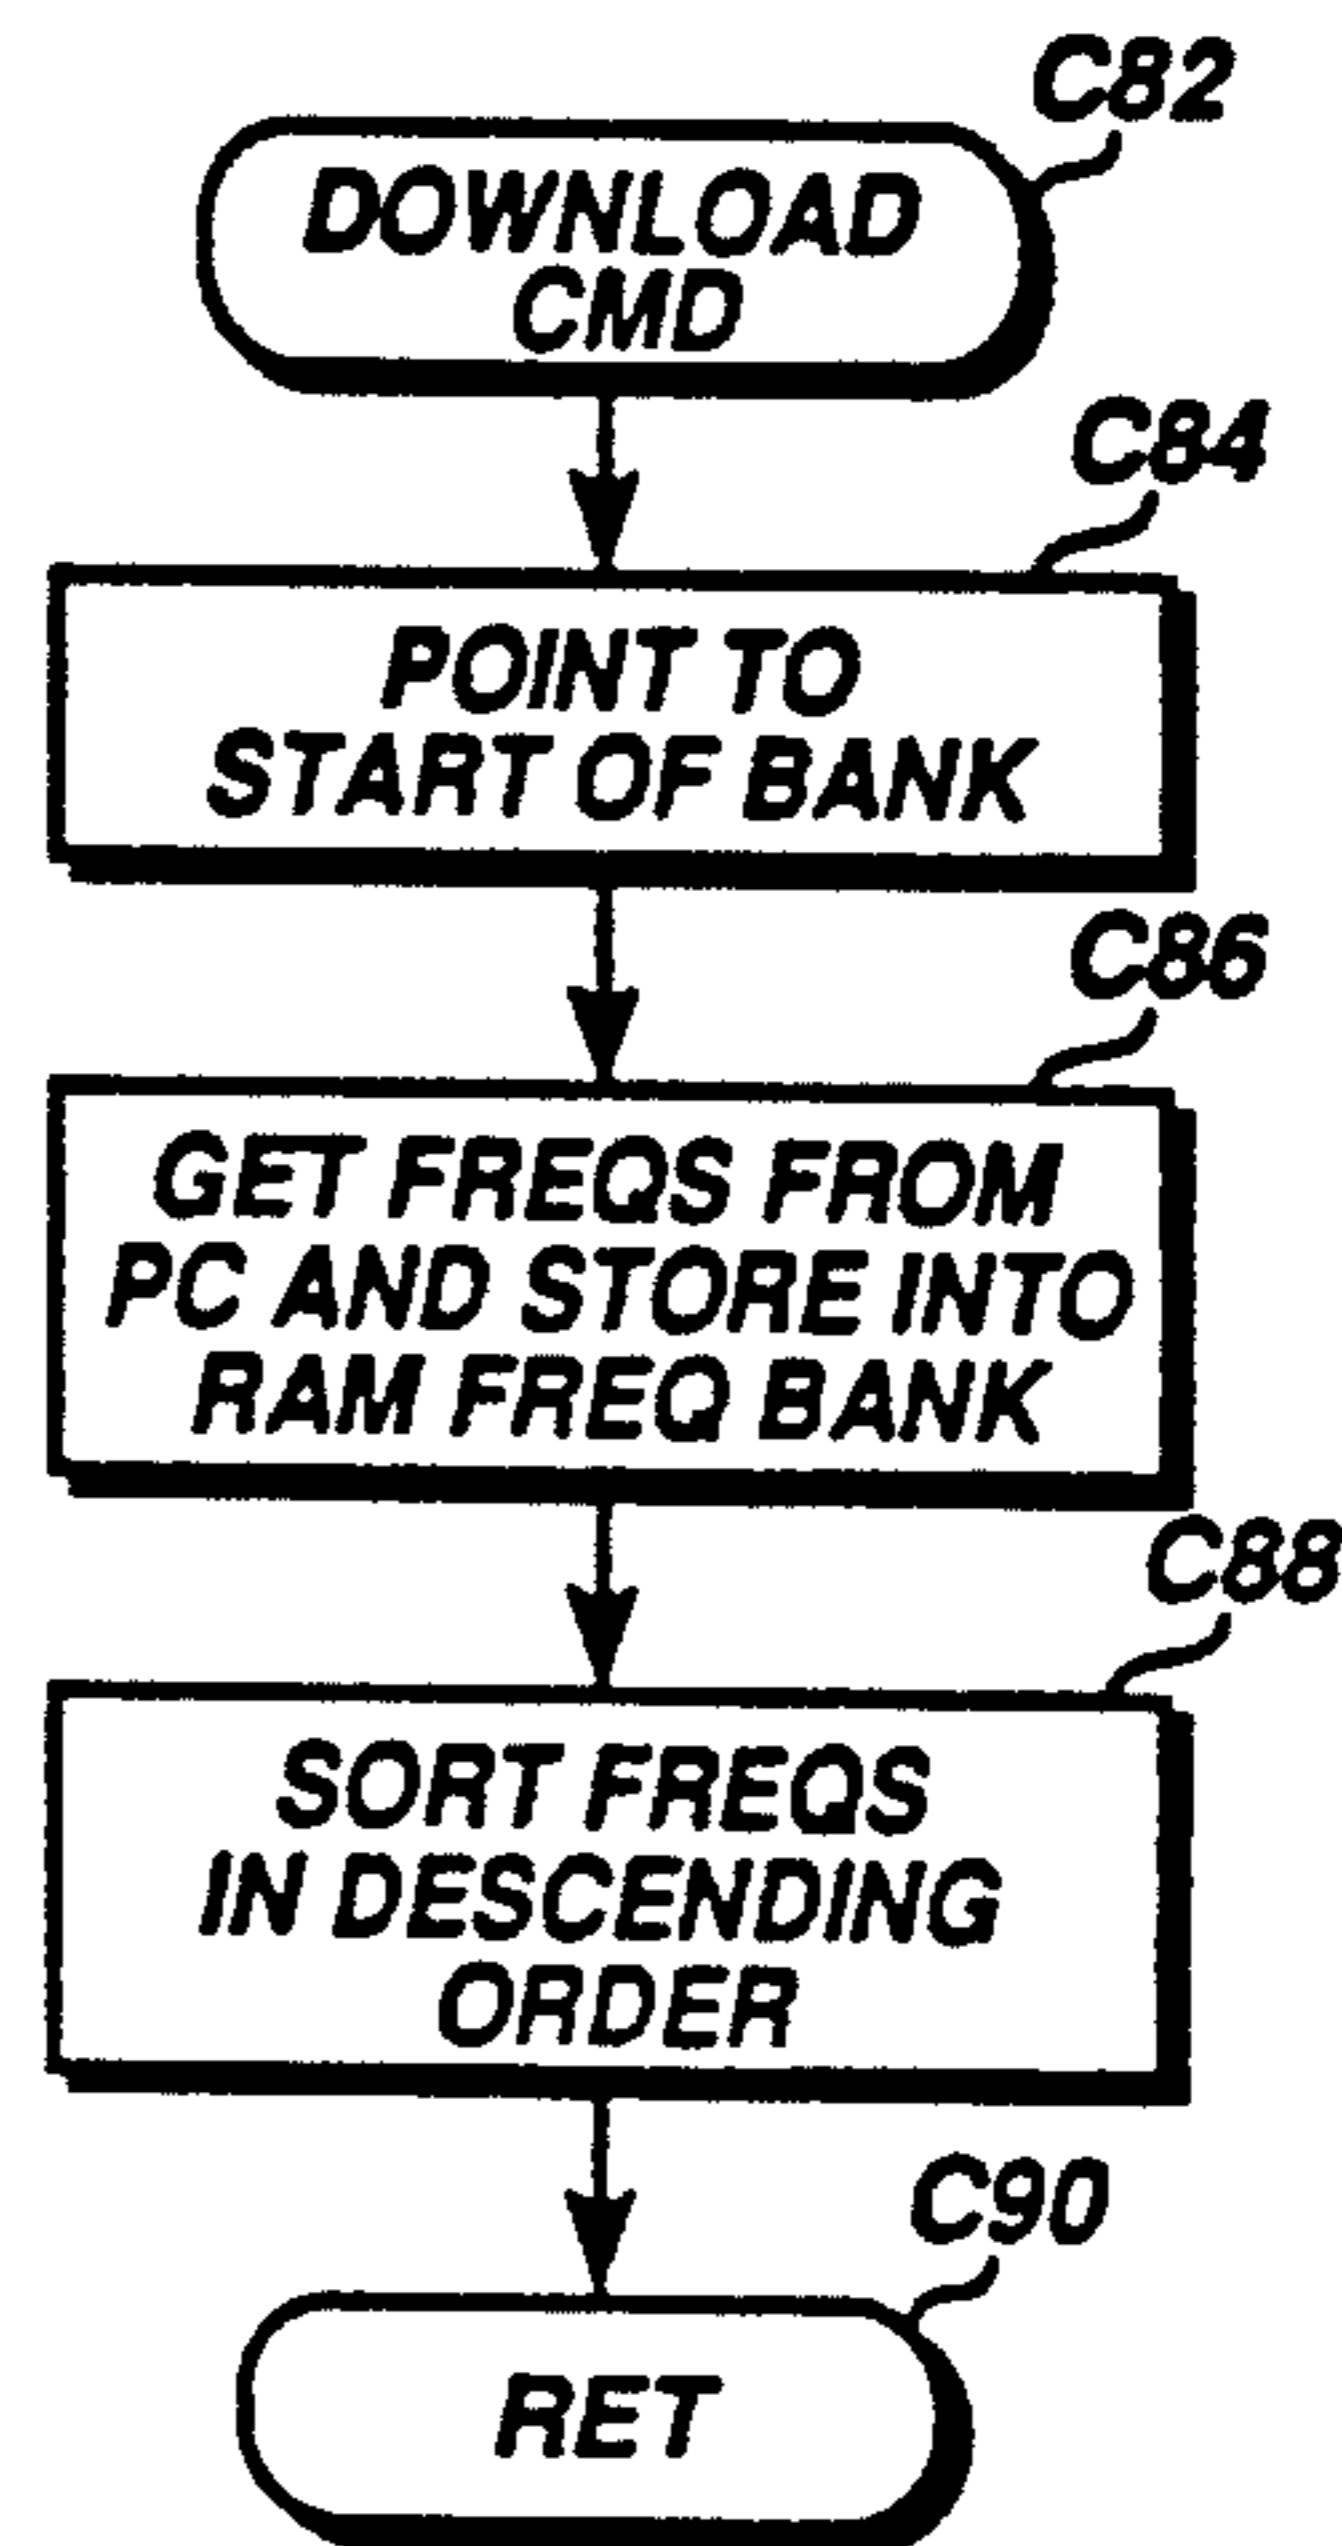 C82
DOWNLOAD
CMD
C84
POINT TO
START OF BANK
C86
GET FREQS FROM
PC AND STORE INTO
RAM FREQ BANK
C88
SORT FREQS
IN DESCENDING
ORDER
C90
RET